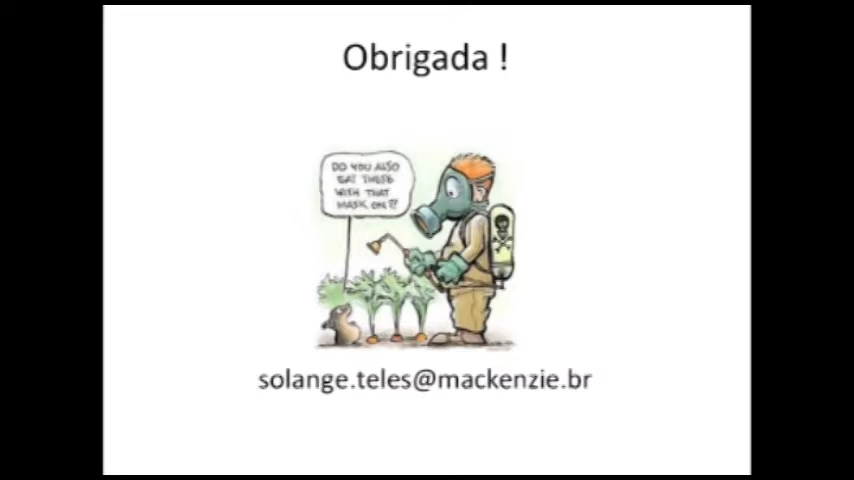 Obrigada !
DO YOU ALSO
EAT THESE
WITH THAT
MASK ON?!
solange.teles@mackenzie.br